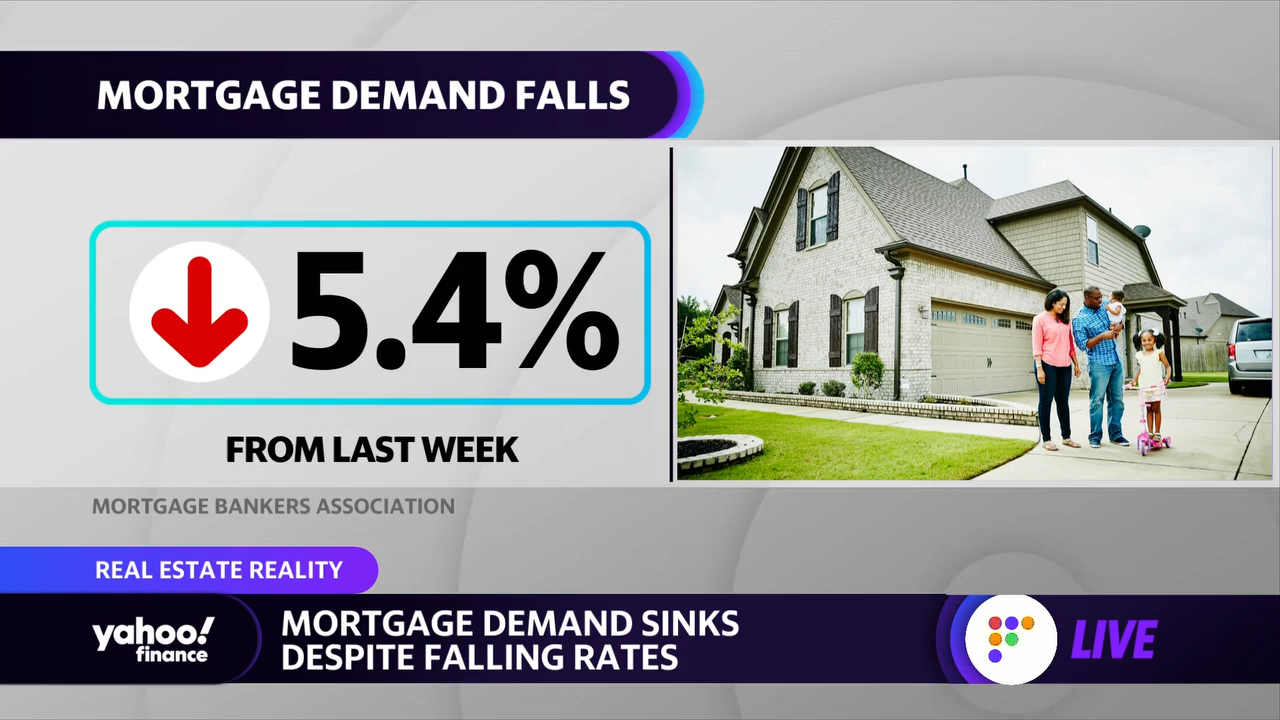 MORTGAGE DEMAND FALLS
5.4%
FROM LAST WEEK
MORTGAGE BANKERS ASSOCIATION
REAL ESTATE REALITY
yahoo!
finance
MORTGAGE DEMAND SINKS
DESPITE FALLING RATES
LIVE